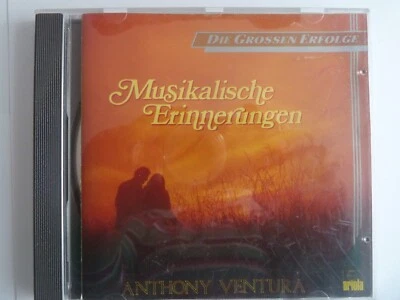 Die Grossen Erfolge
Musikalische
Erinnerungen
ANTHONY VENTURA
ariola